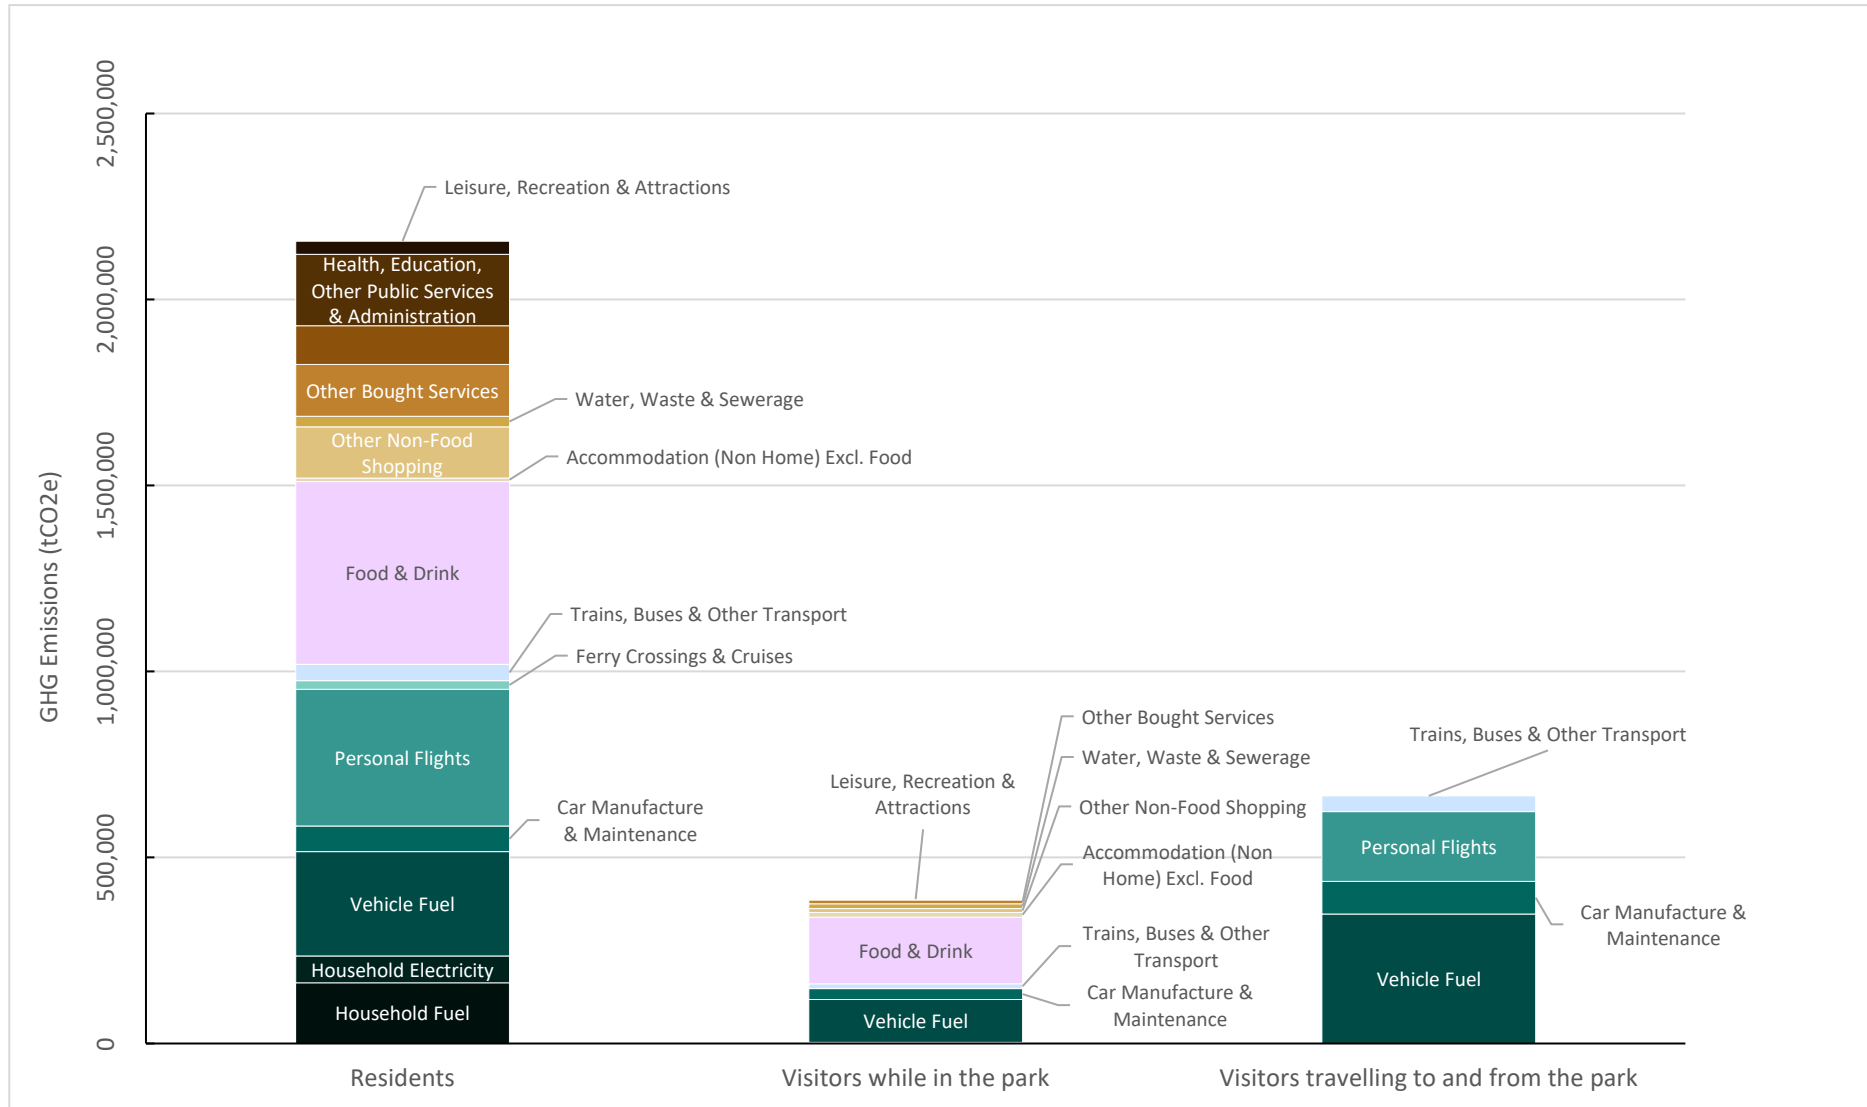 GHG Emissions (tCO2e)
2,500,000
2,000,000
1,500,000
1,000,000
500,000
0
Leisure, Recreation & Attractions
Health, Education,
Other Public Services
& Administration
Other Bought Services
Water, Waste & Sewerage
Other Non-Food
Shopping
Accommodation (Non Home) Excl. Food
Food & Drink
Trains, Buses & Other Transport
Ferry Crossings & Cruises
Personal Flights
Car Manufacture
& Maintenance
Vehicle Fuel
Household Electricity
Household Fuel
Other Bought Services
Water, Waste & Sewerage
Leisure, Recreation &
Attractions
Other Non-Food Shopping
Accommodation (Non
Home) Excl. Food
Food & Drink
Trains, Buses & Other
Transport
Car Manufacture &
Maintenance
Vehicle Fuel
Trains, Buses & Other Transport
Personal Flights
Car Manufacture &
Maintenance
Vehicle Fuel
Residents
Visitors while in the park
Visitors travelling to and from the park